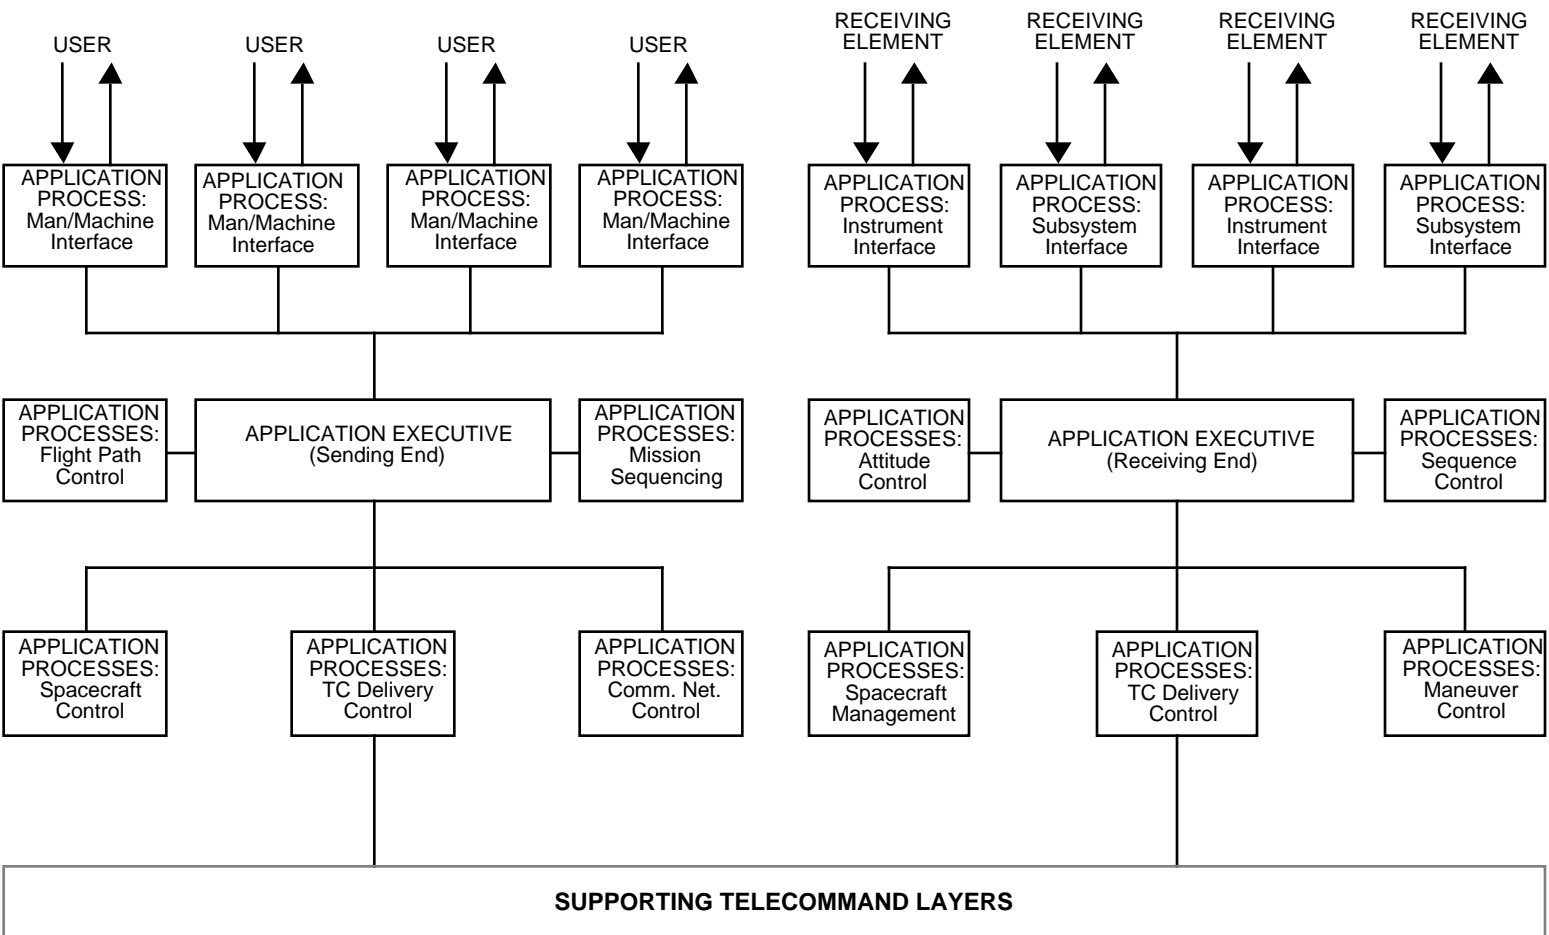 USER
USER
USER
USER
RECEIVING
ELEMENT
RECEIVING
ELEMENT
RECEIVING
ELEMENT
RECEIVING
ELEMENT
APPLICATION
PROCESS:
Man/Machine
Interface
APPLICATION
PROCESS:
Man/Machine
Interface
APPLICATION
PROCESS:
Man/Machine
Interface
APPLICATION
PROCESS:
Man/Machine
Interface
APPLICATION
PROCESS:
Instrument
Interface
APPLICATION
PROCESS:
Subsystem
Interface
APPLICATION
PROCESS:
Instrument
Interface
APPLICATION
PROCESS:
Subsystem
Interface
APPLICATION
PROCESSES:
Flight Path
Control
APPLICATION EXECUTIVE
(Sending End)
APPLICATION
PROCESSES:
Mission
Sequencing
APPLICATION
PROCESSES:
Attitude
Control
APPLICATION EXECUTIVE
(Receiving End)
APPLICATION
PROCESSES:
Sequence
Control
APPLICATION
PROCESSES:
Spacecraft
Control
APPLICATION
PROCESSES:
TC Delivery
Control
APPLICATION
PROCESSES:
Comm. Net.
Control
APPLICATION
PROCESSES:
Spacecraft
Management
APPLICATION
PROCESSES:
TC Delivery
Control
APPLICATION
PROCESSES:
Maneuver
Control
SUPPORTING TELECOMMAND LAYERS